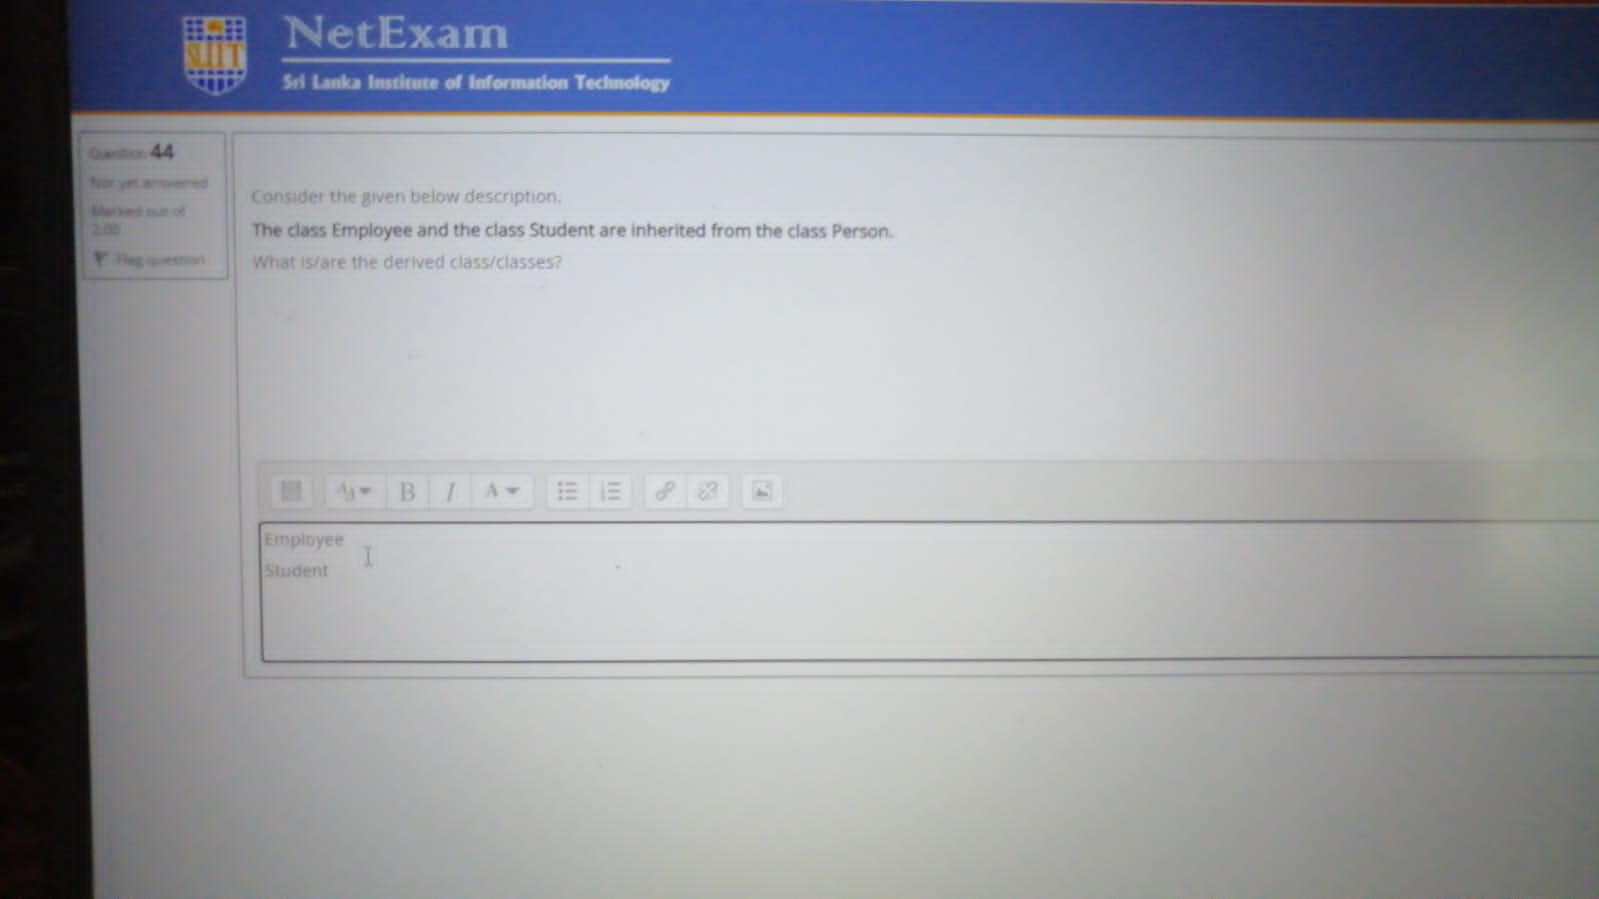 SLIIT
NetExam
Sri Lanka Institute of Information Technology
Question 44
Not yet answered
Marked out of
2.00
Flag question
Consider the given below description.
The class Employee and the class Student are inherited from the class Person.
What is/are the derived class/classes?
B I A
Employee
Student